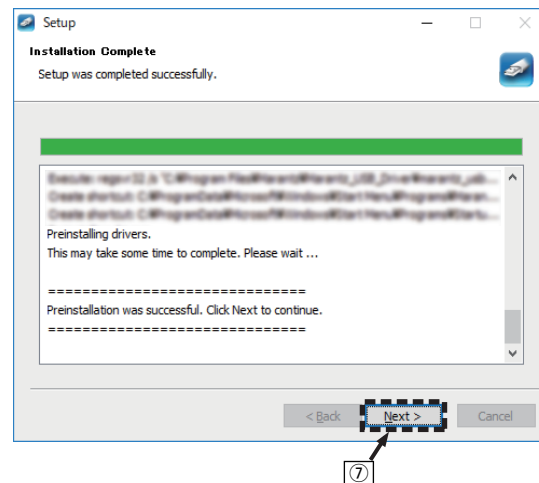 Setup
Installation Complete
Setup was completed successfully.
Preinstalling drivers.
This may take some time to complete. Please wait ...
==============================
Preinstallation was successful. Click Next to continue.
==============================
< Back
Next >
Cancel
⑦